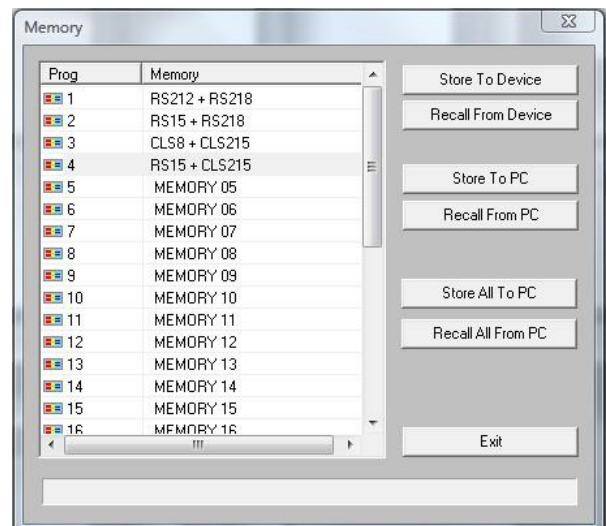 Memory
Prog Memory
1 RS212 + RS218
2 RS15 + RS218
3 CLS8 + CLS215
4 RS15 + CLS215
5 MEMORY 05
6 MEMORY 06
7 MEMORY 07
8 MEMORY 08
9 MEMORY 09
10 MEMORY 10
11 MEMORY 11
12 MEMORY 12
13 MEMORY 13
14 MEMORY 14
15 MEMORY 15
16 MEMORY 16
Store To Device
Recall From Device
Store To PC
Recall From PC
Store All To PC
Recall All From PC
Exit